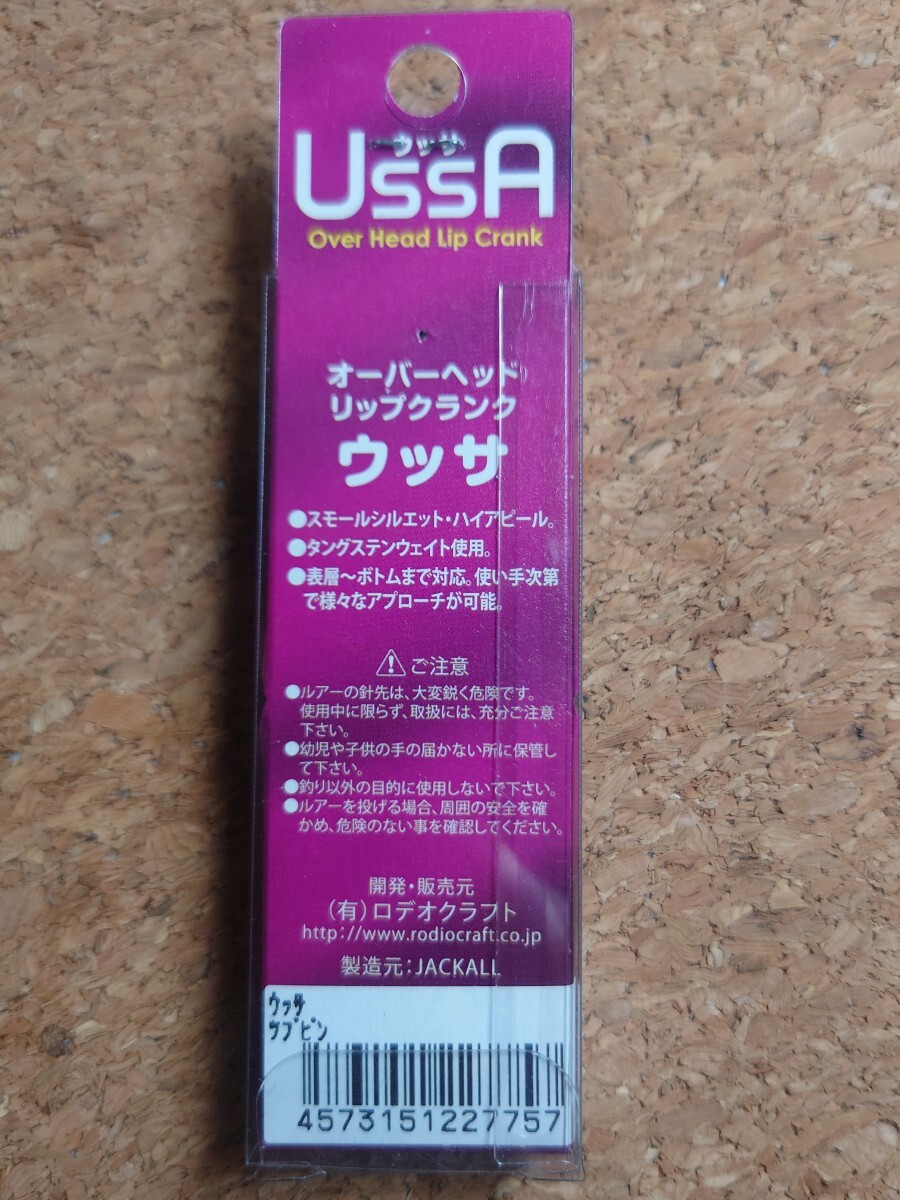 ウッサ
UssA
Over Head Lip Crank
オーバーヘッド
リップクランク
ウッサ
●スモールシルエット・ハイアピール。
●タングステンウェイト使用。
●表層～ボトムまで対応。使い手次第
で様々なアプローチが可能。
⚠ご注意
●ルアーの針先は、大変鋭く危険です。
使用中に限らず、取扱には、充分ご注意
下さい。
●幼児や子供の手の届かない所に保管し
て下さい。
●釣り以外の目的に使用しないで下さい。
●ルアーを投げる場合、周囲の安全を確
かめ、危険のない事を確認してください。
開発・販売元
（有）ロデオクラフト
http://www.rodiocraft.co.jp
製造元：JACKALL
ウッサ
ツブピン
4573151227757